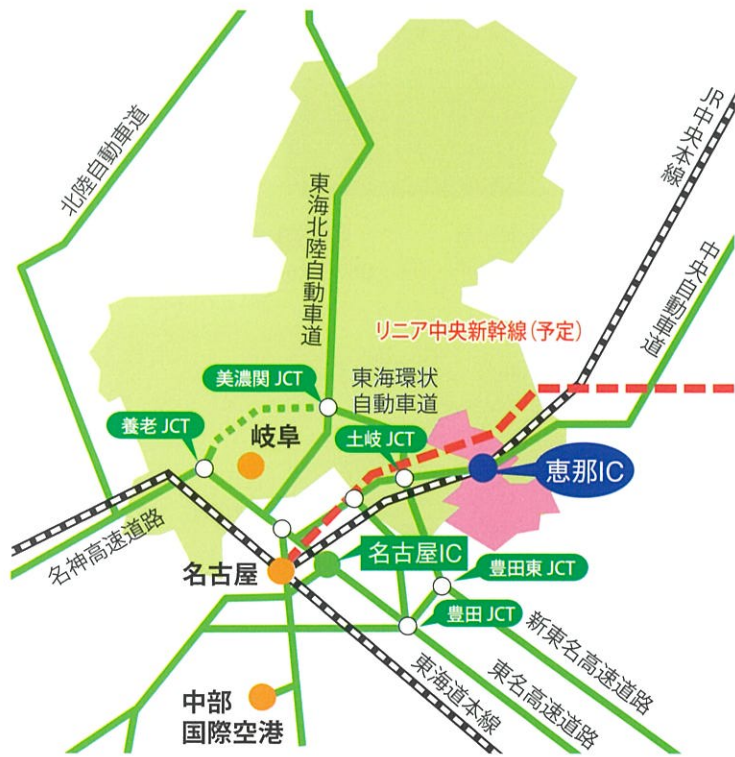 北陸自動車道
東海北陸自動車道
JR中央本線
中央自動車道
リニア中央新幹線(予定)
美濃関 JCT
東海環状
自動車道
養老 JCT
岐阜
土岐 JCT
恵那IC
名神高速道路
名古屋
名古屋IC
豊田東 JCT
豊田 JCT
新東名高速道路
東名高速道路
東海道本線
中部
国際空港